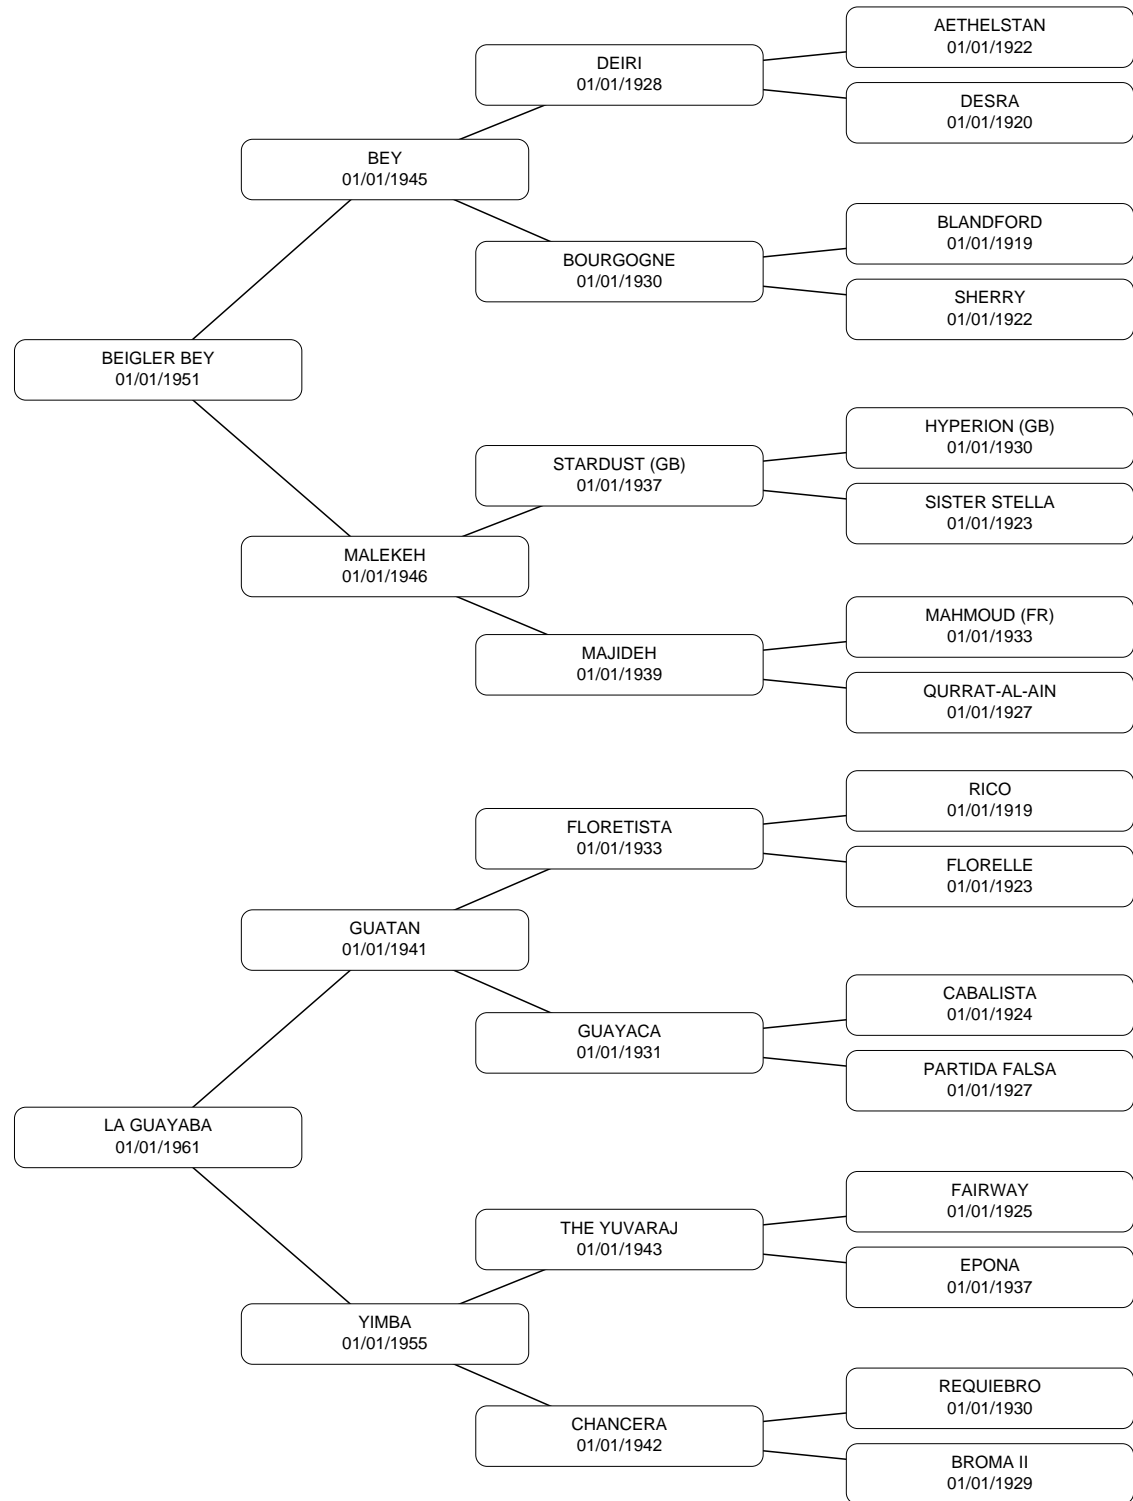 AETHELSTAN
01/01/1922
DEIRI
01/01/1928
DESRA
01/01/1920
BEY
01/01/1945
BLANDFORD
01/01/1919
BOURGOGNE
01/01/1930
SHERRY
01/01/1922
BEIGLER BEY
01/01/1951
HYPERION (GB)
01/01/1930
STARDUST (GB)
01/01/1937
SISTER STELLA
01/01/1923
MALEKEH
01/01/1946
MAHMOUD (FR)
01/01/1933
MAJIDEH
01/01/1939
QURRAT-AL-AIN
01/01/1927
RICO
01/01/1919
FLORETISTA
01/01/1933
FLORELLE
01/01/1923
GUATAN
01/01/1941
CABALISTA
01/01/1924
GUAYACA
01/01/1931
PARTIDA FALSA
01/01/1927
LA GUAYABA
01/01/1961
FAIRWAY
01/01/1925
THE YUVARAJ
01/01/1943
EPONA
01/01/1937
YIMBA
01/01/1955
REQUIEBRO
01/01/1930
CHANCERA
01/01/1942
BROMA II
01/01/1929